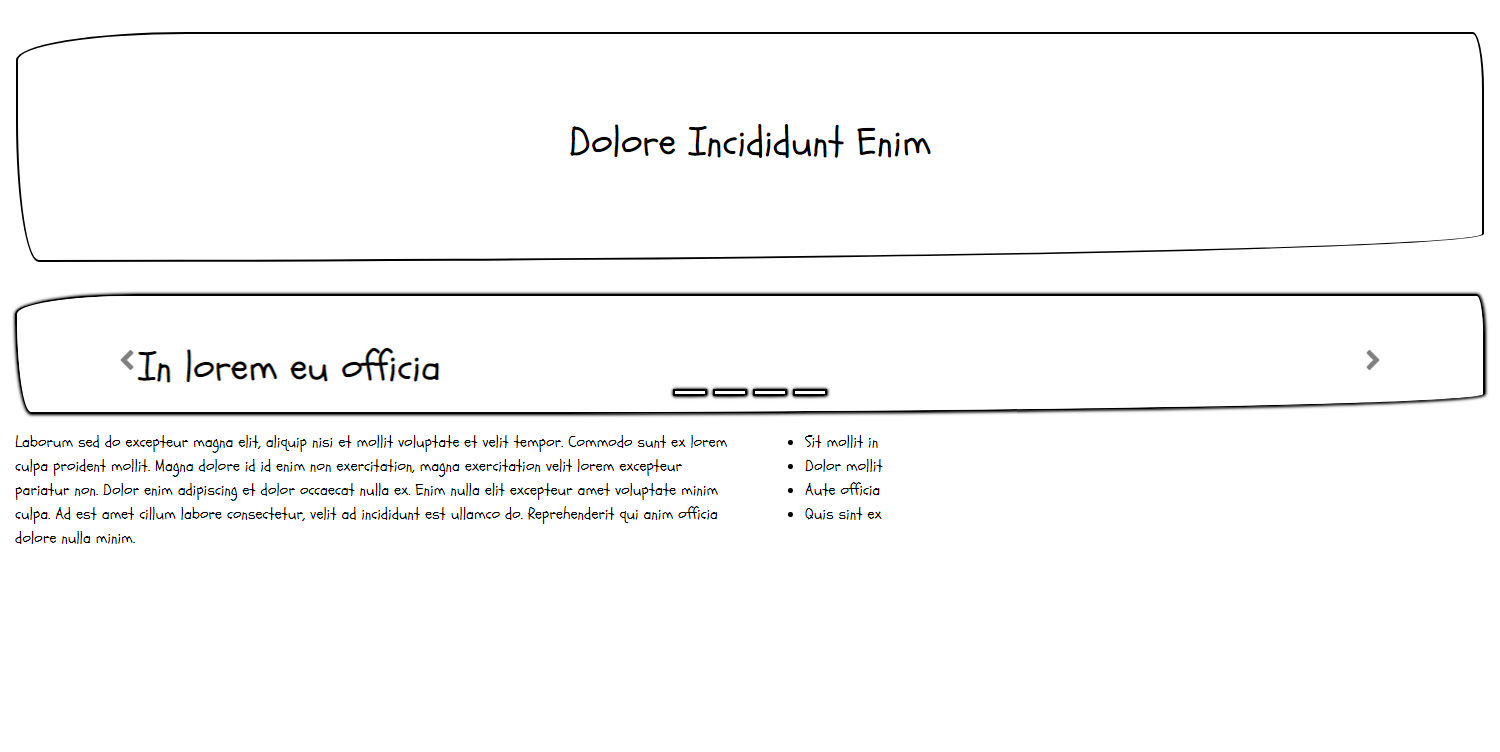 Dolore Incididunt Enim
In lorem eu officia
Laborum sed do excepteur magna elit, aliquip nisi et mollit voluptate et velit tempor. Commodo sunt ex lorem
culpa proident mollit. Magna dolore id id enim non exercitation, magna exercitation velit lorem excepteur
pariatur non. Dolor enim adipiscing et dolor occaecat nulla ex. Enim nulla elit excepteur amet voluptate minim
culpa. Ad est amet cillum labore consectetur, velit ad incididunt est ullamco do. Reprehenderit qui anim officia
dolore nulla minim.
Sit mollit in
Dolor mollit
Aute officia
Quis sint ex